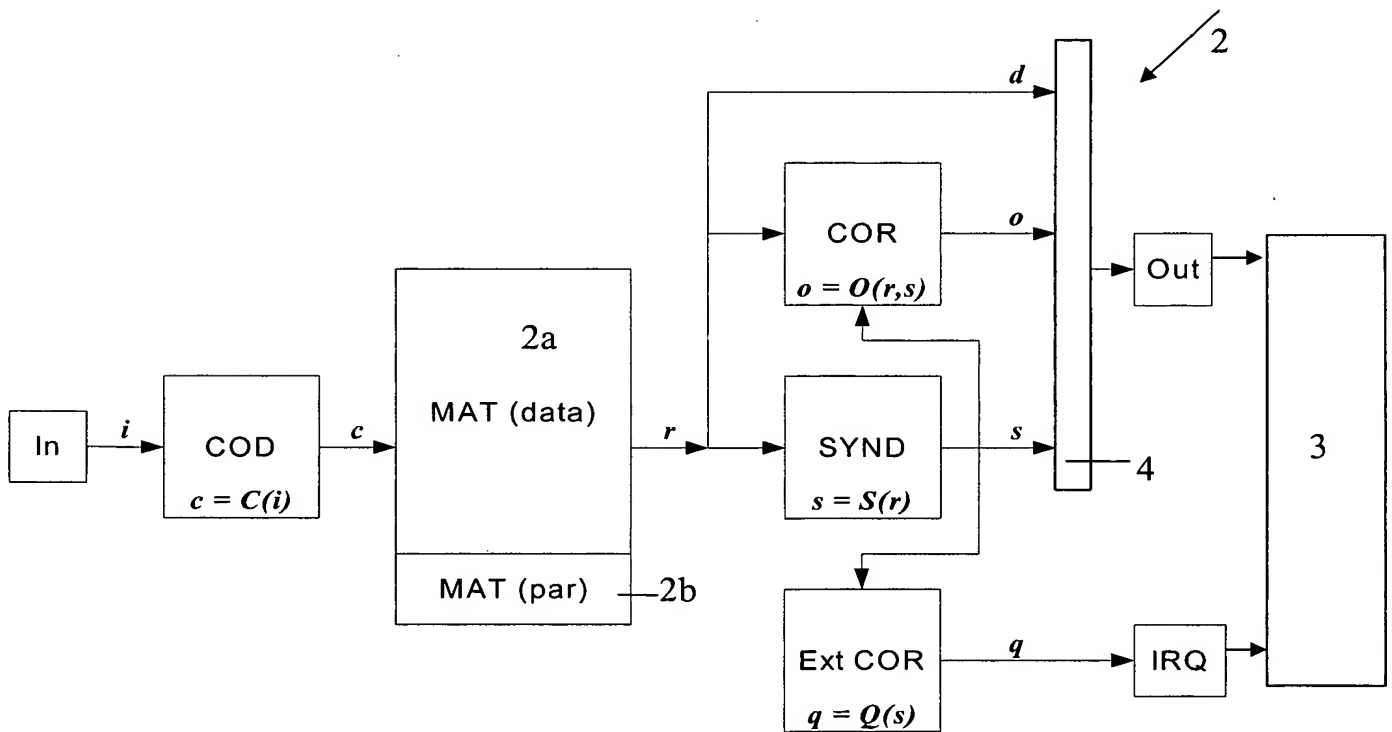 In
i
COD
c = C(i)
c
2a
MAT (data)
MAT (par)
2b
r
d
COR
o = O(r,s)
o
SYND
s = S(r)
s
Ext COR
q = Q(s)
q
4
2
Out
IRQ
3